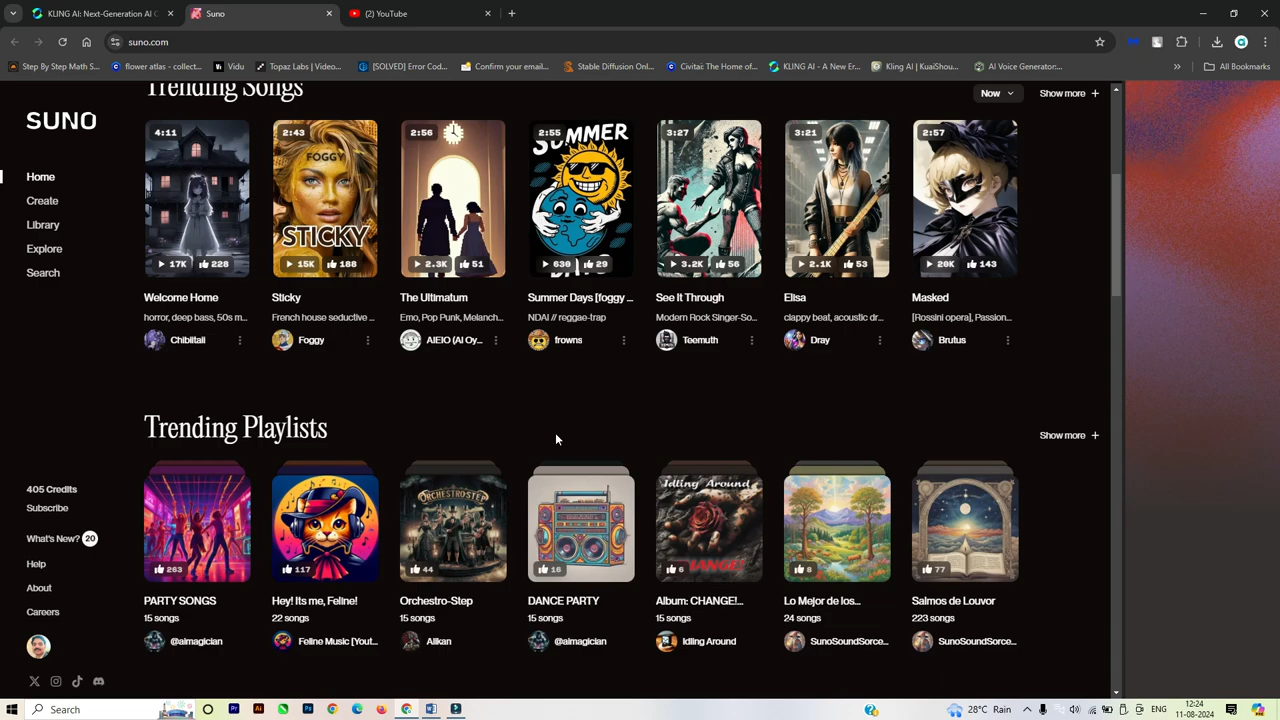 KLING AI: Next-Generation AI C
Suno
(2) YouTube
suno.com
Step By Step Math S...
flower atlas - collect...
Vidu
Topaz Labs | Video...
[SOLVED] Error Cod...
Confirm your email...
Stable Diffusion Onl...
Civitai: The Home of...
KLING AI - A New Er...
Kling AI | KuaiShou...
AI Voice Generator:...
All Bookmarks
SUNO
Home
Create
Library
Explore
Search
405 Credits
Subscribe
What's New? 20
Help
About
Careers
Trending Songs
Now
Show more +
4:11
2:43
2:56
2:55
3:27
3:21
2:57
FOGGY
STICKY
SUMMER
17K 228
15K 188
2.3K 51
630 29
3.2K 56
2.1K 53
20K 143
Welcome Home
Sticky
The Ultimatum
Summer Days [foggy ...
See It Through
Elisa
Masked
horror, deep bass, 50s m...
French house seductive ...
Emo, Pop Punk, Melanch...
NDAI // reggae-trap
Modern Rock Singer-So...
clappy beat, acoustic dr...
[Rossini opera], Passion...
Chibiitail
Foggy
AIEIO (AI Oy...
frowns
Teemuth
Dray
Brutus
Trending Playlists
Show more +
ORCHESTROSTEP
Idling Around
CHANGE!
263
117
44
16
6
8
77
PARTY SONGS
Hey! Its me, Feline!
Orchestro-Step
DANCE PARTY
Album: CHANGE!...
Lo Mejor de los...
Salmos de Louvor
15 songs
22 songs
15 songs
15 songs
15 songs
24 songs
223 songs
@aimagician
Feline Music [Yout...
Alikan
@aimagician
Idling Around
SunoSoundSorce...
SunoSoundSorce...
Search
28°C Rain
12:24
11-08-2024